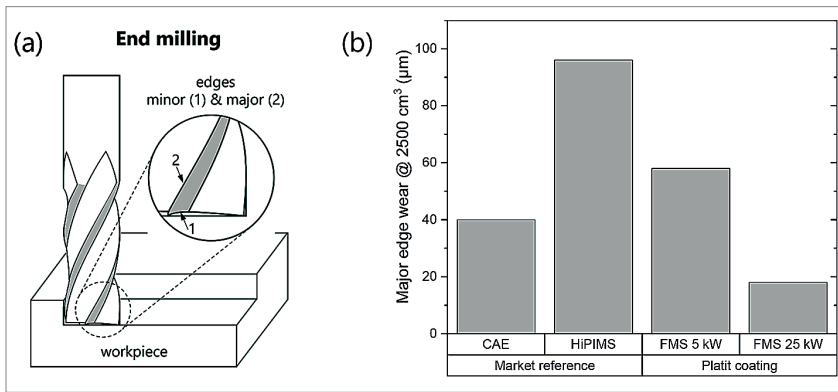 (a)
End milling
edges
minor (1) & major (2)
2
1
workpiece
(b)
Major edge wear @ 2500 cm³ (µm)
100
80
60
40
20
0
CAE HiPIMS FMS 5 kW FMS 25 kW
Market reference Platit coating